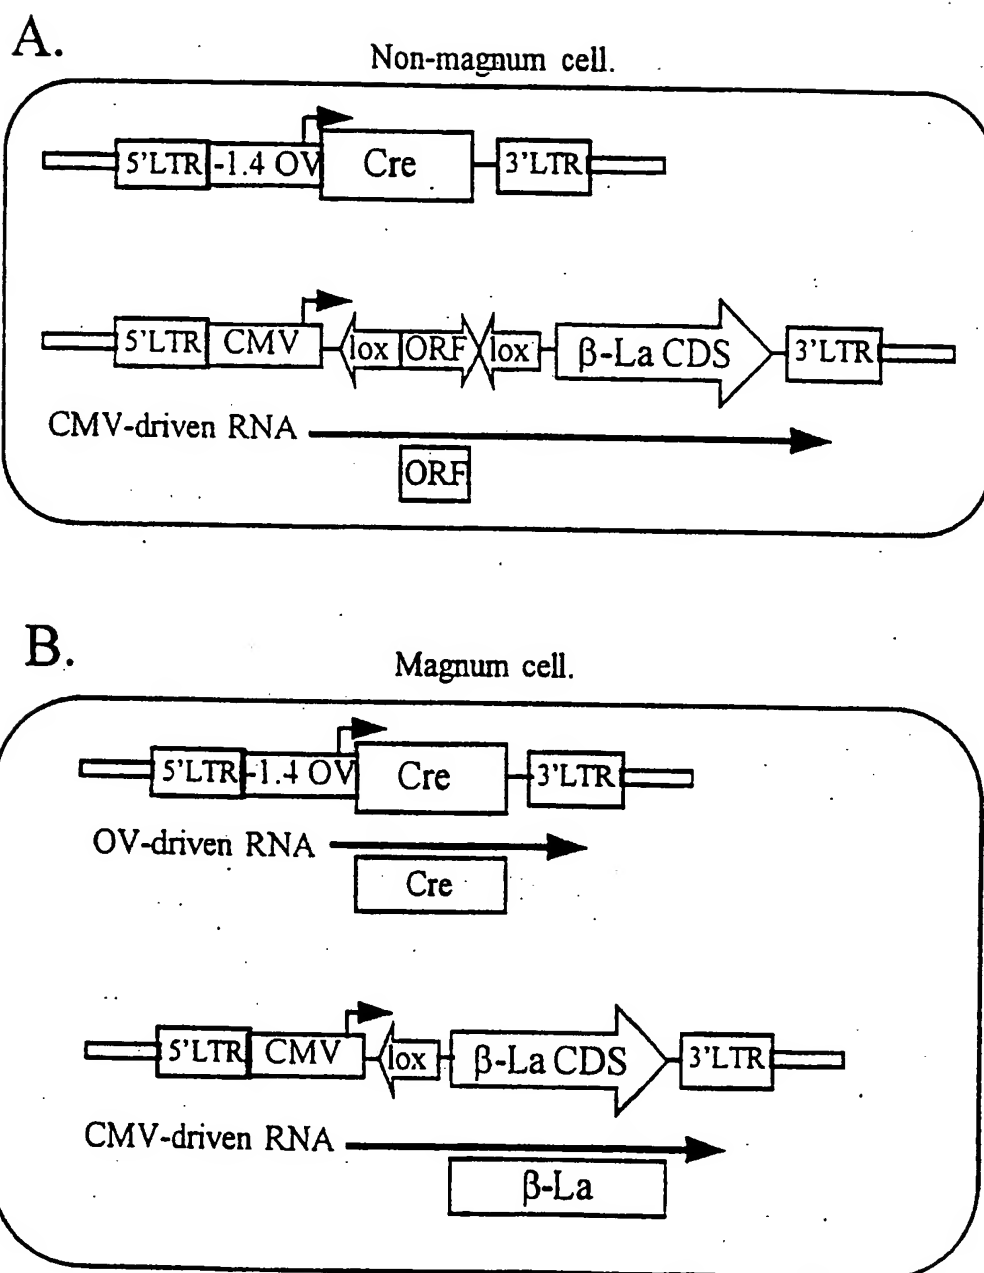 A.
Non-magnum cell.
5'LTR -1.4 OV Cre 3'LTR
5'LTR CMV lox ORF lox β-La CDS 3'LTR
CMV-driven RNA
ORF
B.
Magnum cell.
5'LTR -1.4 OV Cre 3'LTR
OV-driven RNA
Cre
5'LTR CMV lox β-La CDS 3'LTR
CMV-driven RNA
β-La